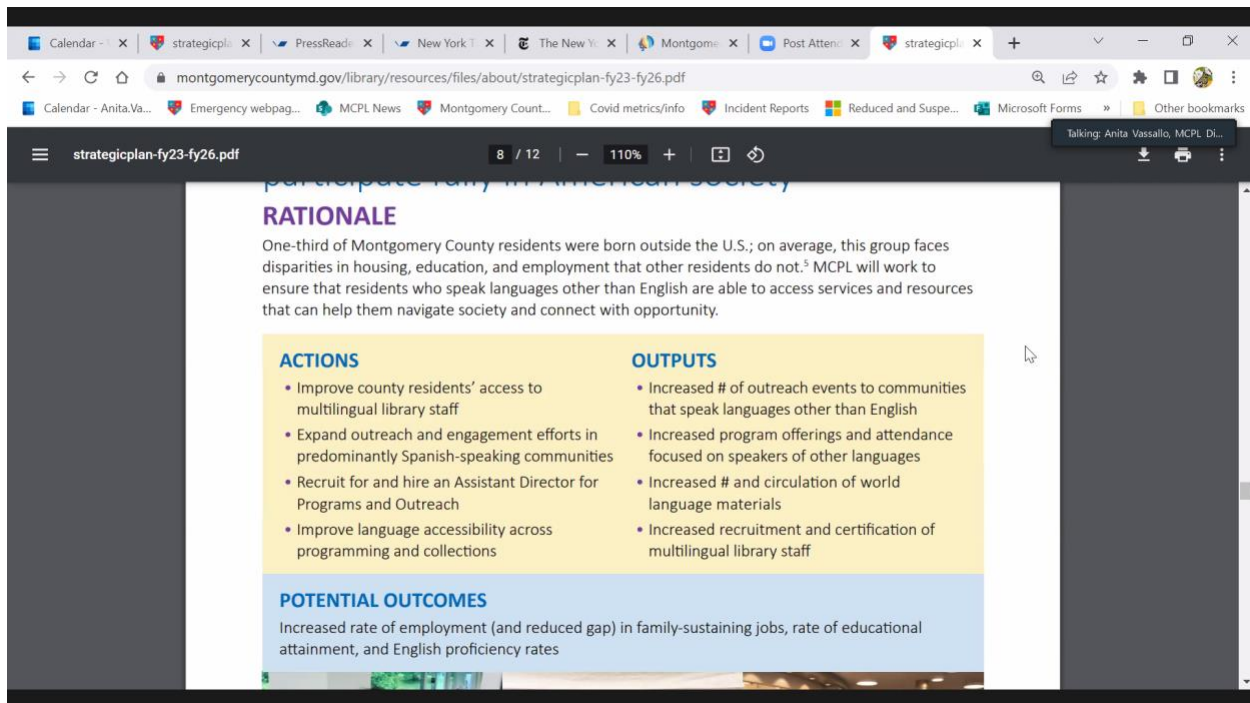 Calendar -
strategicpla
PressReade
New York T
The New Yo
Montgome
Post Attend
strategicpla
montgomerycountymd.gov/library/resources/files/about/strategicplan-fy23-fy26.pdf
Calendar - Anita.Va...
Emergency webpag...
MCPL News
Montgomery Count...
Covid metrics/info
Incident Reports
Reduced and Suspe...
Microsoft Forms
»
Other bookmarks
Talking: Anita Vassallo, MCPL Di...
strategicplan-fy23-fy26.pdf
8 / 12
110%
participate fully in American society
RATIONALE
One-third of Montgomery County residents were born outside the U.S.; on average, this group faces
disparities in housing, education, and employment that other residents do not.⁵ MCPL will work to
ensure that residents who speak languages other than English are able to access services and resources
that can help them navigate society and connect with opportunity.
ACTIONS
• Improve county residents' access to
multilingual library staff
• Expand outreach and engagement efforts in
predominantly Spanish-speaking communities
• Recruit for and hire an Assistant Director for
Programs and Outreach
• Improve language accessibility across
programming and collections
OUTPUTS
• Increased # of outreach events to communities
that speak languages other than English
• Increased program offerings and attendance
focused on speakers of other languages
• Increased # and circulation of world
language materials
• Increased recruitment and certification of
multilingual library staff
POTENTIAL OUTCOMES
Increased rate of employment (and reduced gap) in family-sustaining jobs, rate of educational
attainment, and English proficiency rates